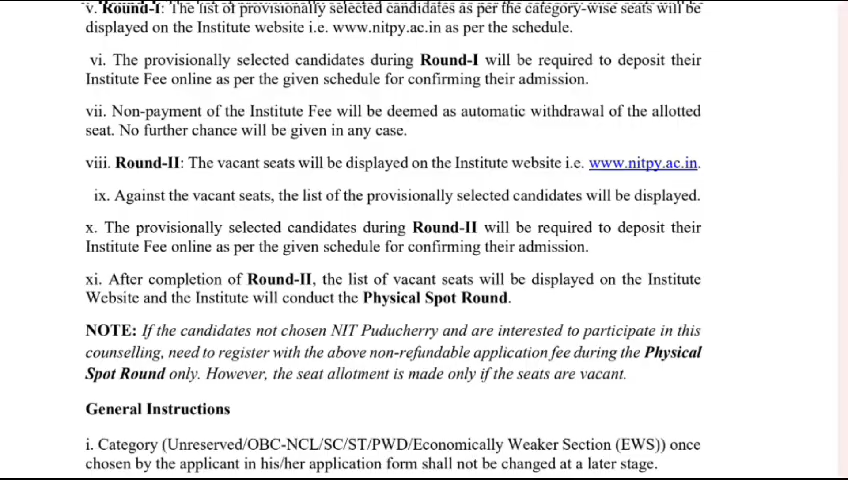 v. Round-I: The list of provisionally selected candidates as per the category-wise seats will be
displayed on the Institute website i.e. www.nitpy.ac.in as per the schedule.
vi. The provisionally selected candidates during Round-I will be required to deposit their
Institute Fee online as per the given schedule for confirming their admission.
vii. Non-payment of the Institute Fee will be deemed as automatic withdrawal of the allotted
seat. No further chance will be given in any case.
viii. Round-II: The vacant seats will be displayed on the Institute website i.e. www.nitpy.ac.in.
ix. Against the vacant seats, the list of the provisionally selected candidates will be displayed.
x. The provisionally selected candidates during Round-II will be required to deposit their
Institute Fee online as per the given schedule for confirming their admission.
xi. After completion of Round-II, the list of vacant seats will be displayed on the Institute
Website and the Institute will conduct the Physical Spot Round.
NOTE: If the candidates not chosen NIT Puducherry and are interested to participate in this
counselling, need to register with the above non-refundable application fee during the Physical
Spot Round only. However, the seat allotment is made only if the seats are vacant.
General Instructions
i. Category (Unreserved/OBC-NCL/SC/ST/PWD/Economically Weaker Section (EWS)) once
chosen by the applicant in his/her application form shall not be changed at a later stage.